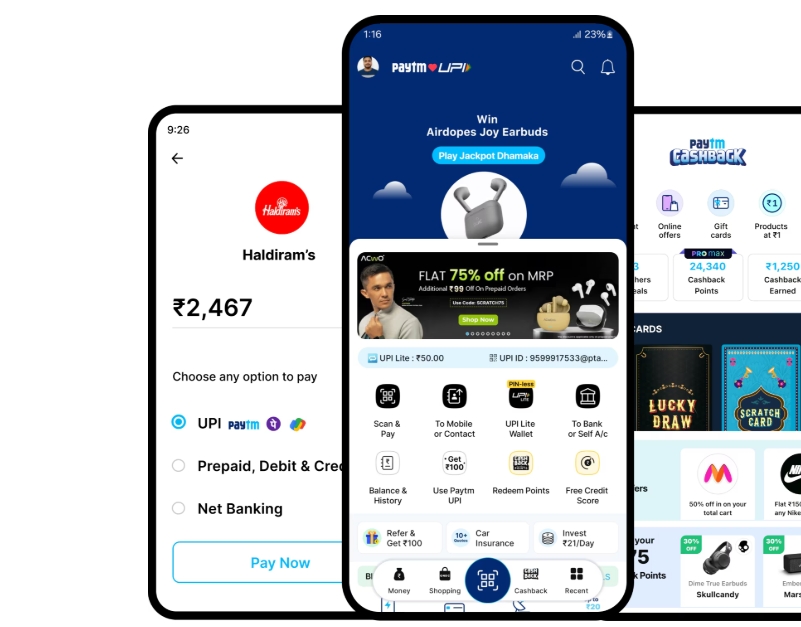 9:26
Haldiram's
Haldiram's
₹2,467
Choose any option to pay
UPI paytm पे
Prepaid, Debit & Cre
Net Banking
Pay Now
1:16
23%
paytm UPI
Win
Airdopes Joy Earbuds
Play Jackpot Dhamaka
ACWO
FLAT 75% off on MRP
Additional ₹99 Off On Prepaid Orders
Use Code: SCRATCH75
Shop Now
UPI Lite : ₹50.00
UPI ID : 9599917533@pta...
Scan &
Pay
To Mobile
or Contact
PIN-less
UPI
LITE
UPI Lite
Wallet
To Bank
or Self A/c
Balance &
History
Get
₹100
Use Paytm
UPI
Redeem Points
Free Credit
Score
Refer &
Get ₹100
10+
Car
Insurance
Invest
₹21/Day
Money
Shopping
CASH
BACK
Cashback
Recent
₹20
paytm
CASHBACK
Online
offers
Gift
cards
₹1
Products
at ₹1
PRO max
24,340
Cashback
Points
₹1,250
Cashback
Earned
3
hers
eals
CARDS
LUCKY
DRAW
SCRATCH
CARD
ers
50% off in on your
total cart
Flat ₹15
any Nike
your
75
k Points
30%
OFF
Dime True Earbuds
Skullcandy
30%
OFF
Embe
Mars